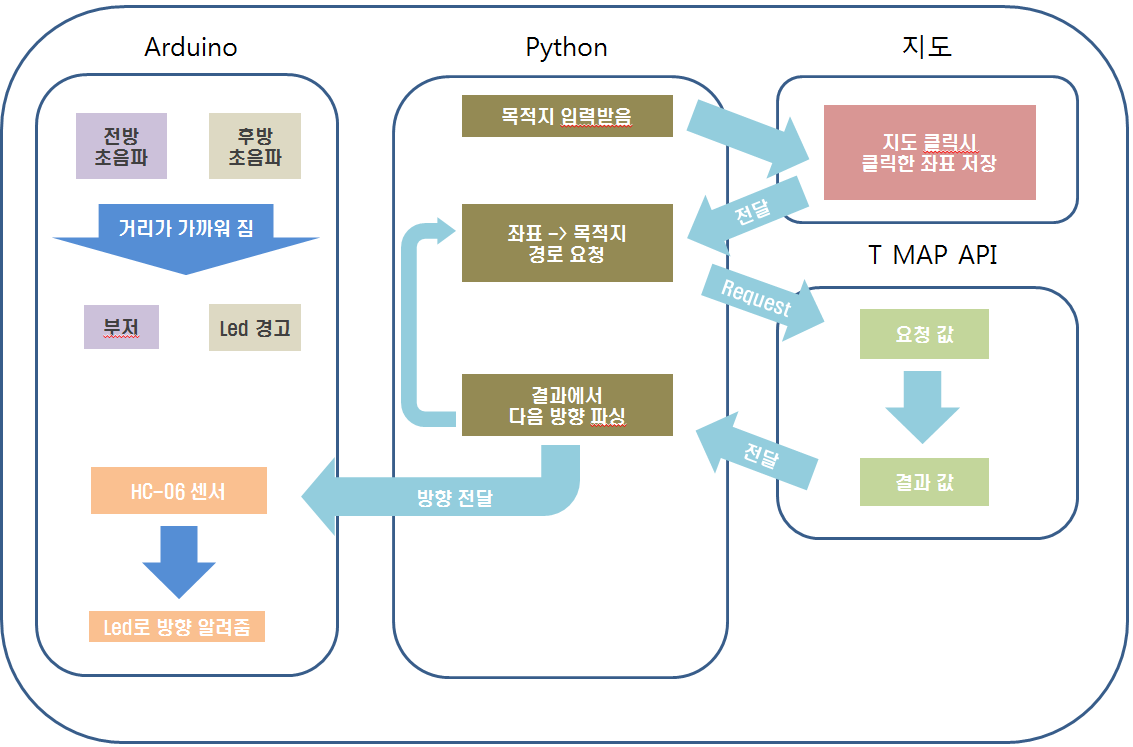 Arduino
전방
초음파
후방
초음파
거리가 가까워 짐
부저
Led 경고
HC-06 센서
Led로 방향 알려줌
Python
목적지 입력받음
좌표 -> 목적지
경로 요청
결과에서
다음 방향 파싱
방향 전달
지도
지도 클릭시
클릭한 좌표 저장
전달
T MAP API
Request
요청 값
결과 값
전달